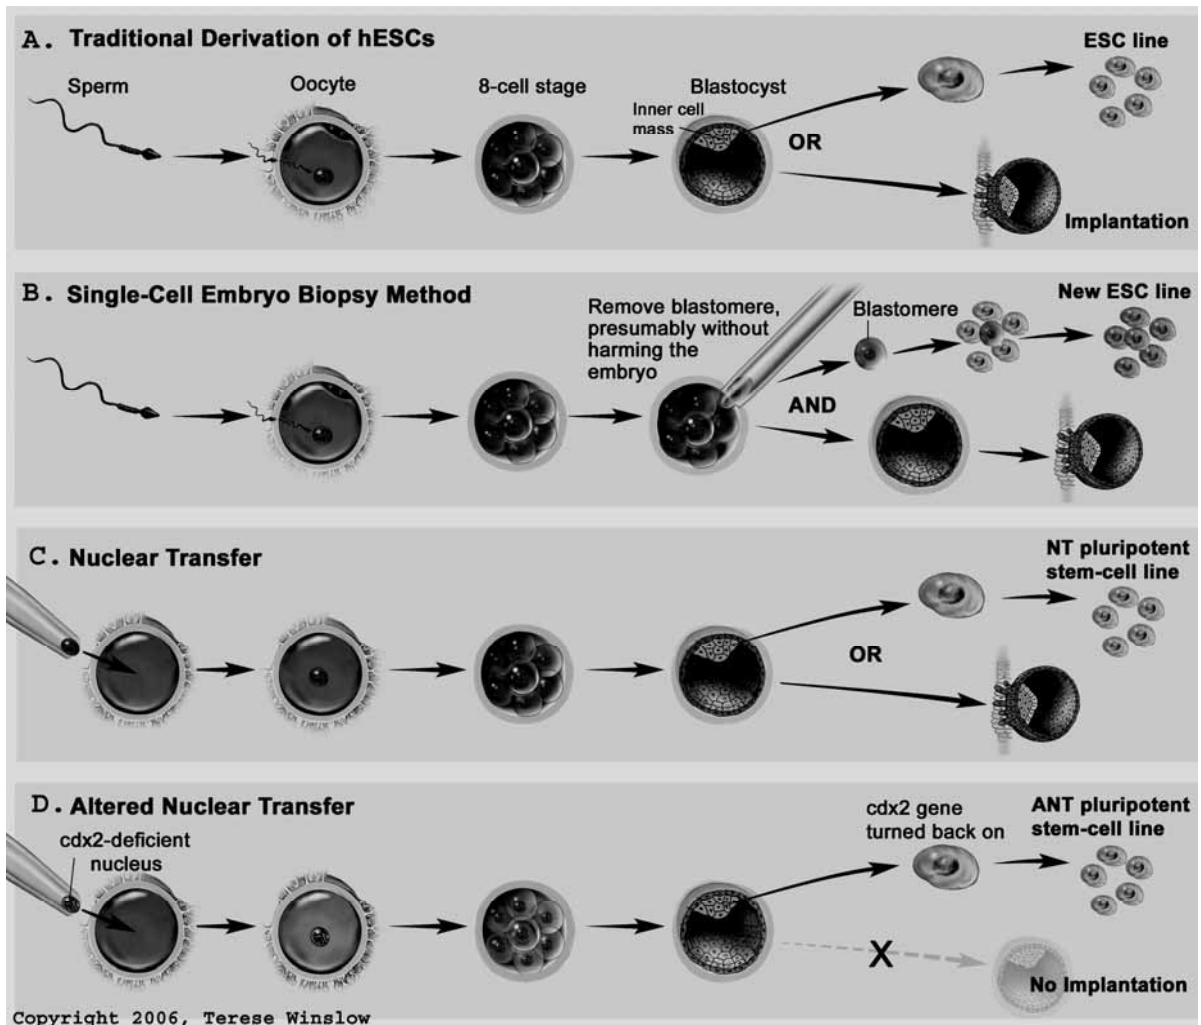 A. Traditional Derivation of hESCs
Sperm
Oocyte
8-cell stage
Blastocyst
Inner cell
mass
OR
ESC line
Implantation
B. Single-Cell Embryo Biopsy Method
Remove blastomere,
presumably without
harming the
embryo
Blastomere
AND
New ESC line
C. Nuclear Transfer
OR
NT pluripotent
stem-cell line
D. Altered Nuclear Transfer
cdx2-deficient
nucleus
cdx2 gene
turned back on
ANT pluripotent
stem-cell line
X
No Implantation
Copyright 2006, Terese Winslow